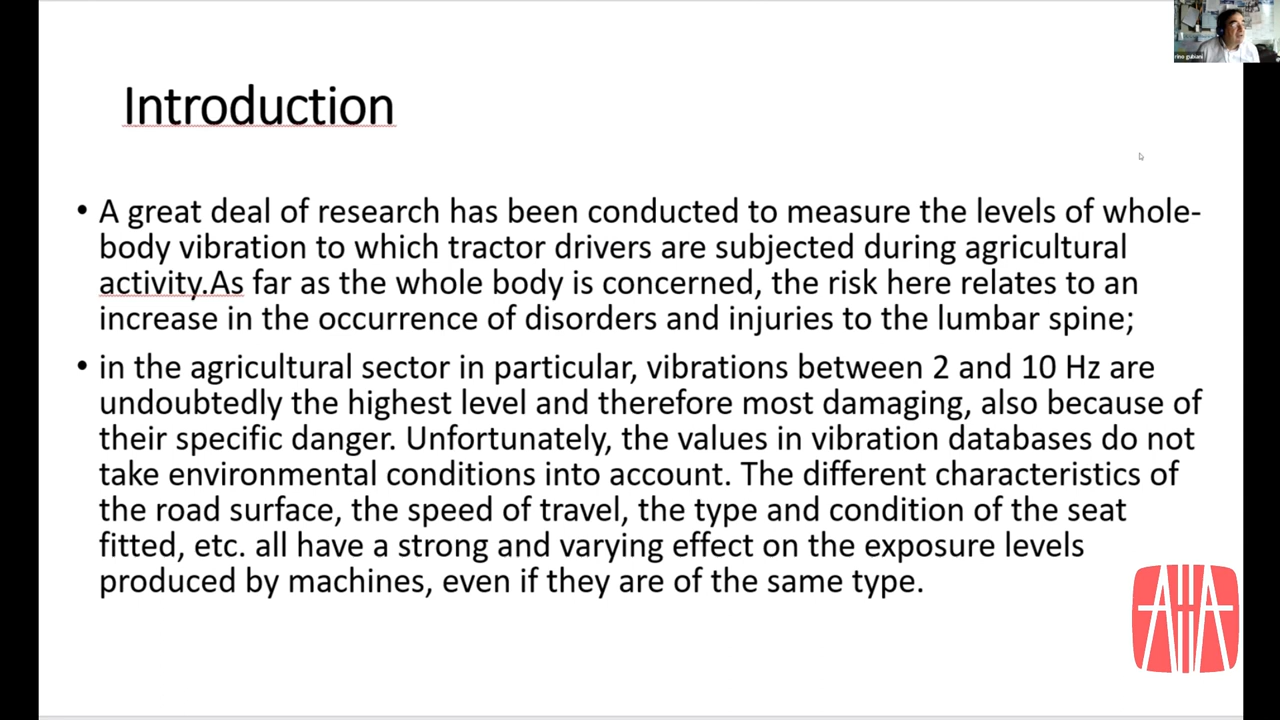 Introduction
• A great deal of research has been conducted to measure the levels of whole-
body vibration to which tractor drivers are subjected during agricultural
activity.As far as the whole body is concerned, the risk here relates to an
increase in the occurrence of disorders and injuries to the lumbar spine;
• in the agricultural sector in particular, vibrations between 2 and 10 Hz are
undoubtedly the highest level and therefore most damaging, also because of
their specific danger. Unfortunately, the values in vibration databases do not
take environmental conditions into account. The different characteristics of
the road surface, the speed of travel, the type and condition of the seat
fitted, etc. all have a strong and varying effect on the exposure levels
produced by machines, even if they are of the same type.